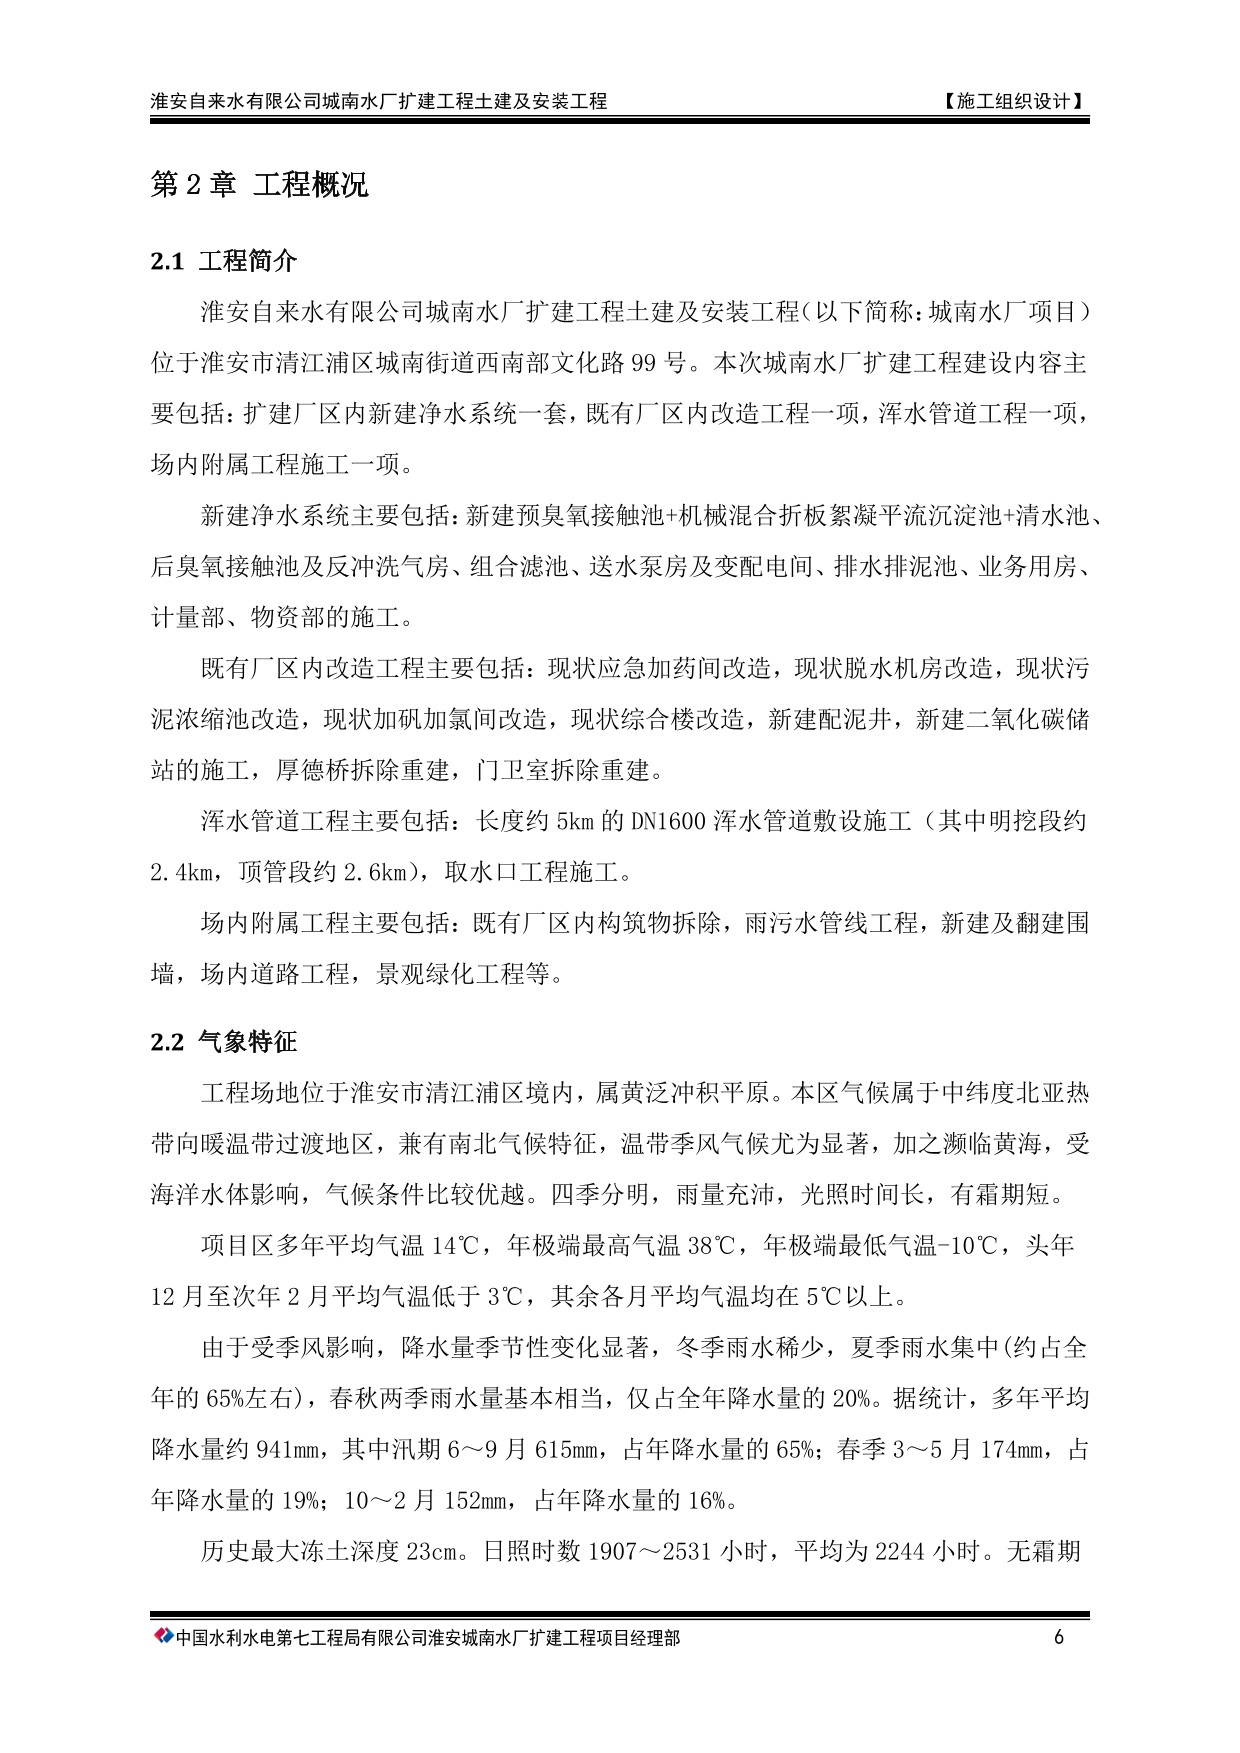 淮安自来水有限公司城南水厂扩建工程土建及安装工程 【施工组织设计】
第 2 章 工程概况
2.1 工程简介
淮安自来水有限公司城南水厂扩建工程土建及安装工程（以下简称：城南水厂项目）
位于淮安市清江浦区城南街道西南部文化路 99 号。本次城南水厂扩建工程建设内容主
要包括：扩建厂区内新建净水系统一套，既有厂区内改造工程一项，浑水管道工程一项，
场内附属工程施工一项。
新建净水系统主要包括：新建预臭氧接触池+机械混合折板絮凝平流沉淀池+清水池、
后臭氧接触池及反冲洗气房、组合滤池、送水泵房及变配电间、排水排泥池、业务用房、
计量部、物资部的施工。
既有厂区内改造工程主要包括：现状应急加药间改造，现状脱水机房改造，现状污
泥浓缩池改造，现状加矾加氯间改造，现状综合楼改造，新建配泥井，新建二氧化碳储
站的施工，厚德桥拆除重建，门卫室拆除重建。
浑水管道工程主要包括：长度约 5km 的 DN1600 浑水管道敷设施工（其中明挖段约
2.4km，顶管段约 2.6km），取水口工程施工。
场内附属工程主要包括：既有厂区内构筑物拆除，雨污水管线工程，新建及翻建围
墙，场内道路工程，景观绿化工程等。
2.2 气象特征
工程场地位于淮安市清江浦区境内，属黄泛冲积平原。本区气候属于中纬度北亚热
带向暖温带过渡地区，兼有南北气候特征，温带季风气候尤为显著，加之濒临黄海，受
海洋水体影响，气候条件比较优越。四季分明，雨量充沛，光照时间长，有霜期短。
项目区多年平均气温 14℃，年极端最高气温 38℃，年极端最低气温-10℃，头年
12 月至次年 2 月平均气温低于 3℃，其余各月平均气温均在 5℃以上。
由于受季风影响，降水量季节性变化显著，冬季雨水稀少，夏季雨水集中(约占全
年的 65%左右)，春秋两季雨水量基本相当，仅占全年降水量的 20%。据统计，多年平均
降水量约 941mm，其中汛期 6～9 月 615mm，占年降水量的 65%；春季 3～5 月 174mm，占
年降水量的 19%；10～2 月 152mm，占年降水量的 16%。
历史最大冻土深度 23cm。日照时数 1907～2531 小时，平均为 2244 小时。无霜期
中国水利水电第七工程局有限公司淮安城南水厂扩建工程项目经理部 6